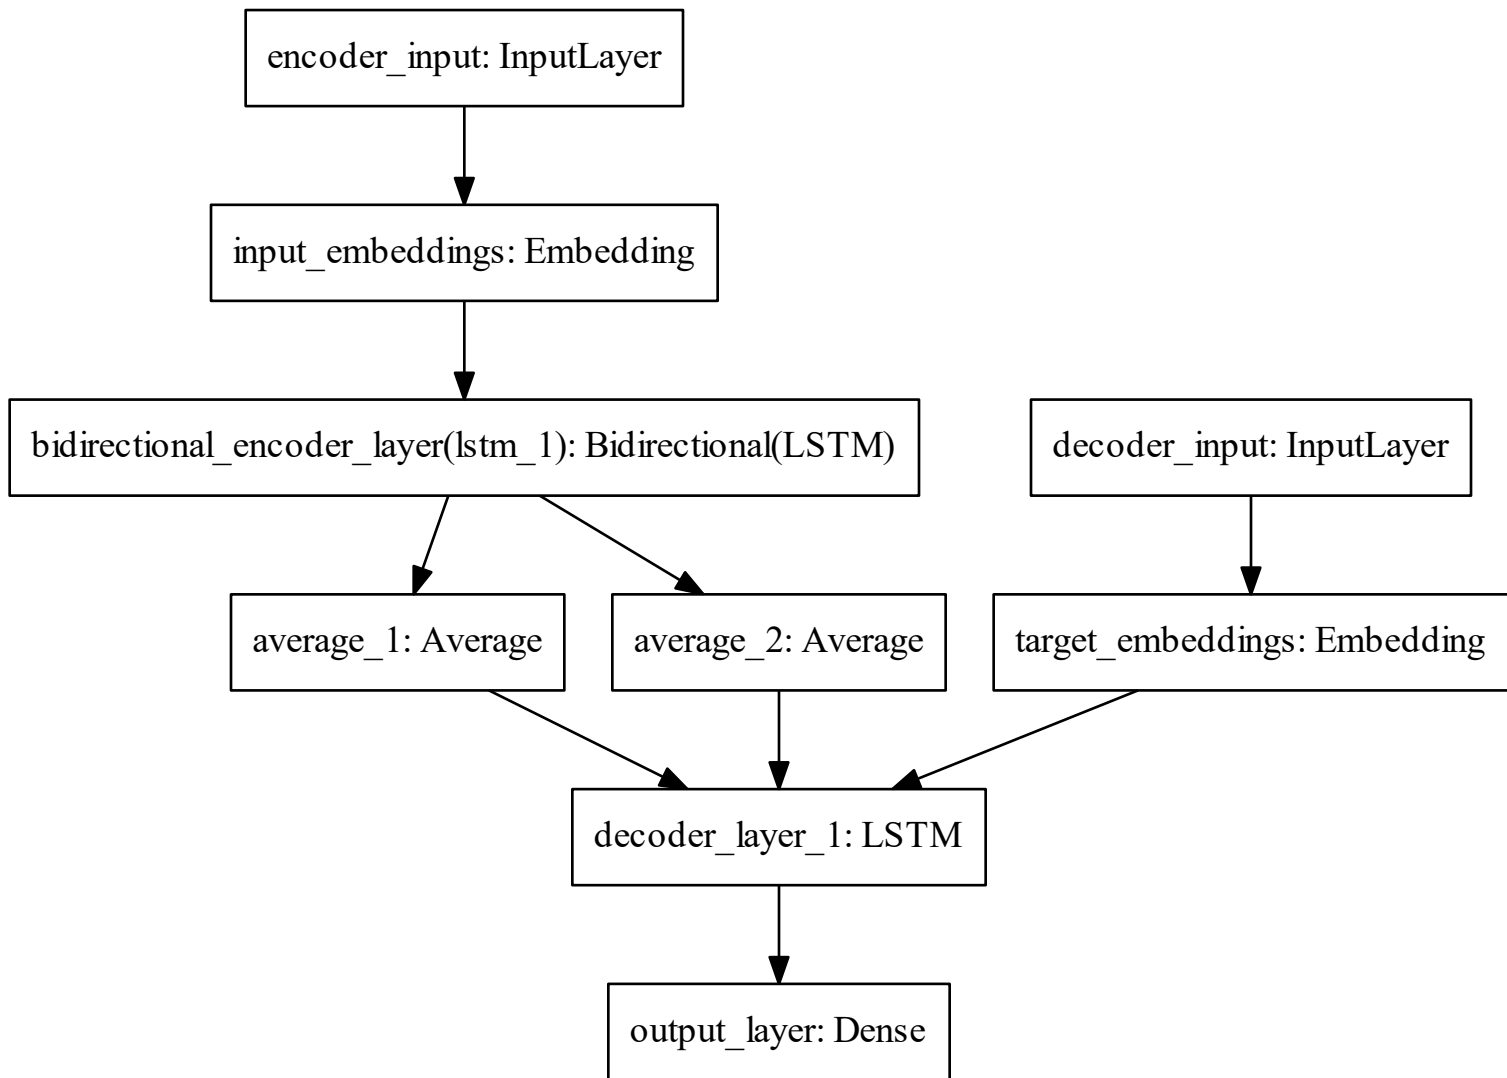 encoder_input: InputLayer
input_embeddings: Embedding
bidirectional_encoder_layer(lstm_1): Bidirectional(LSTM)
decoder_input: InputLayer
average_1: Average
average_2: Average
target_embeddings: Embedding
decoder_layer_1: LSTM
output_layer: Dense